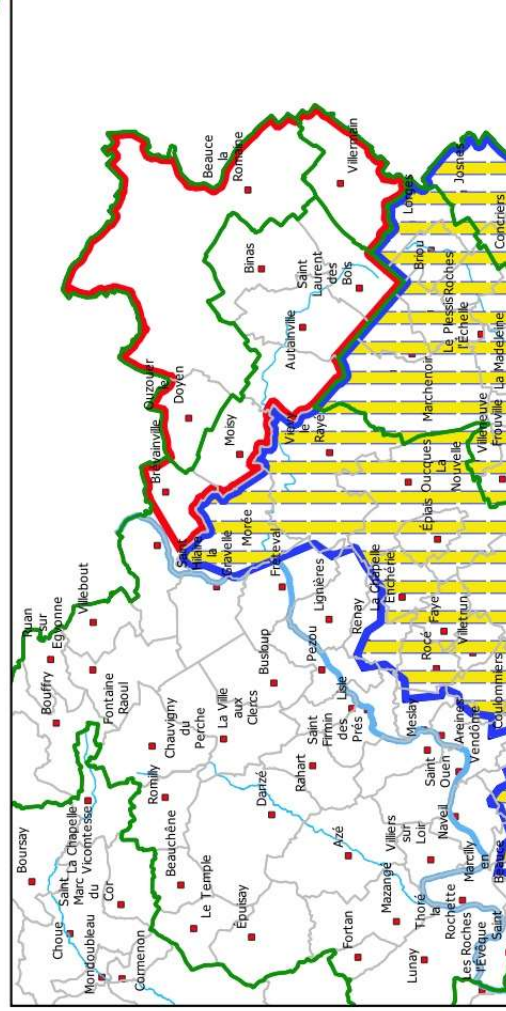 Boursay
Choue
Saint
Marc
du
Cor
La Chapelle
Vicomtesse
Mondoubleau
Cormenon
Bouffry
Ruan
sur
Egvonne
Fontaine
Raoul
Villebout
Romilly
Chauvigny
du
Perche
Beauchêne
Le Temple
La Ville
aux
Clercs
Saint
Hilaire
la
Gravelle
Brévainville
Ouzouer
le
Doyen
Beauce
la
Romaine
Épuisay
Danzé
Busloup
Morée
Fréteval
Moisy
Binas
Rahart
Saint
Firmin
des
Prés
Lisle
Pezou
Lignières
Viévy
le
Rayé
Autainville
Saint
Laurent
des
Bois
Villermain
Fortan
Azé
Renay
La Chapelle
Enchérie
Lunay
Mazangé
Villiers
sur
Loir
Thoré
la
Rochette
Meslay
Saint
Ouen
Areines
Rocé
Faye
Épiais
Oucques
La
Nouvelle
Marchenoir
Briou
Lorges
Le Plessis
l'Échelle
Roches
Josnes
Naveil
Vendôme
Villetrun
Les Roches
l'Évêque
Marcilly
en
Beauce
Coulommiers
Villeneuve
Frouville
La Madeleine
Concriers
Saint